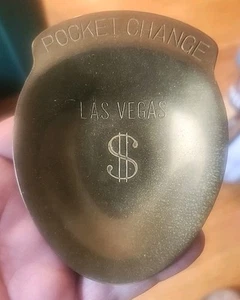 POCKET CHANGE
LAS VEGAS
$